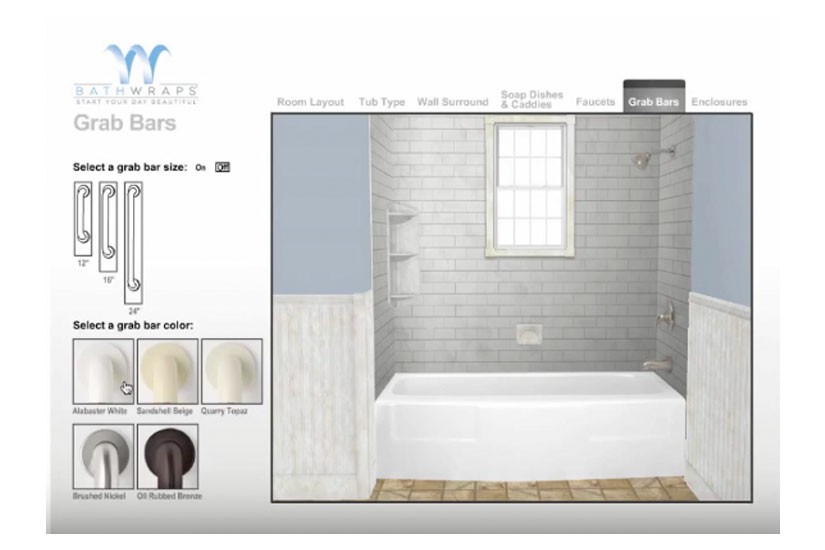 BATHWRAPS
START YOUR DAY BEAUTIFUL
Grab Bars
Room Layout
Tub Type
Wall Surround
Soap Dishes
& Caddies
Faucets
Grab Bars
Enclosures
Select a grab bar size: On Off
12"
16"
24"
Select a grab bar color:
Alabaster White Sandshell Beige Quarry Topaz
Brushed Nickel Oil Rubbed Bronze